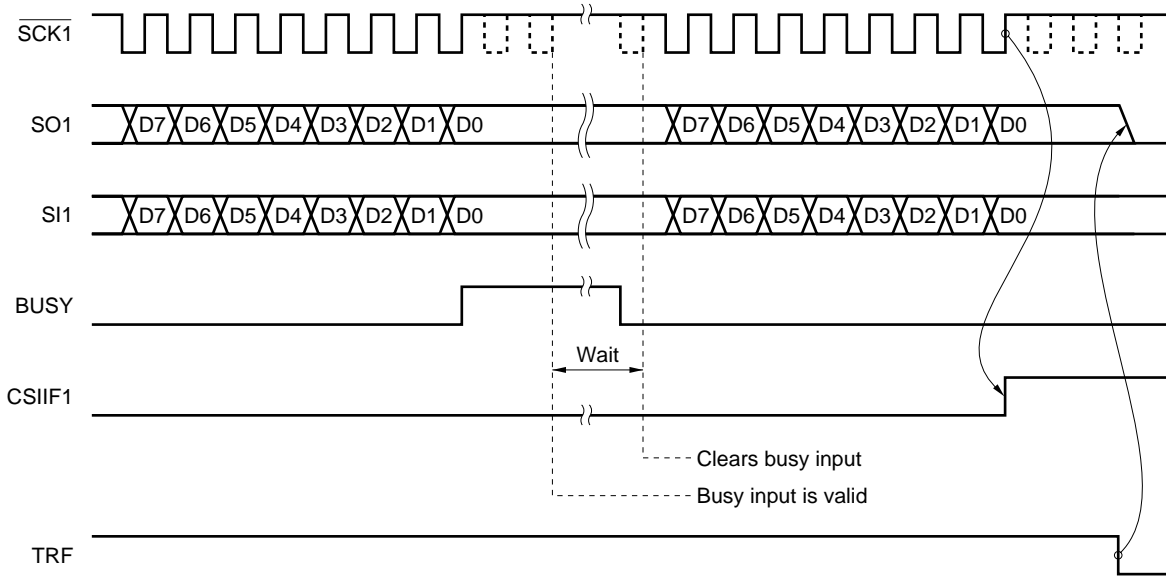 SCK1
SO1 D7 D6 D5 D4 D3 D2 D1 D0 D7 D6 D5 D4 D3 D2 D1 D0
SI1 D7 D6 D5 D4 D3 D2 D1 D0 D7 D6 D5 D4 D3 D2 D1 D0
BUSY
Wait
CSIIF1
Clears busy input
Busy input is valid
TRF